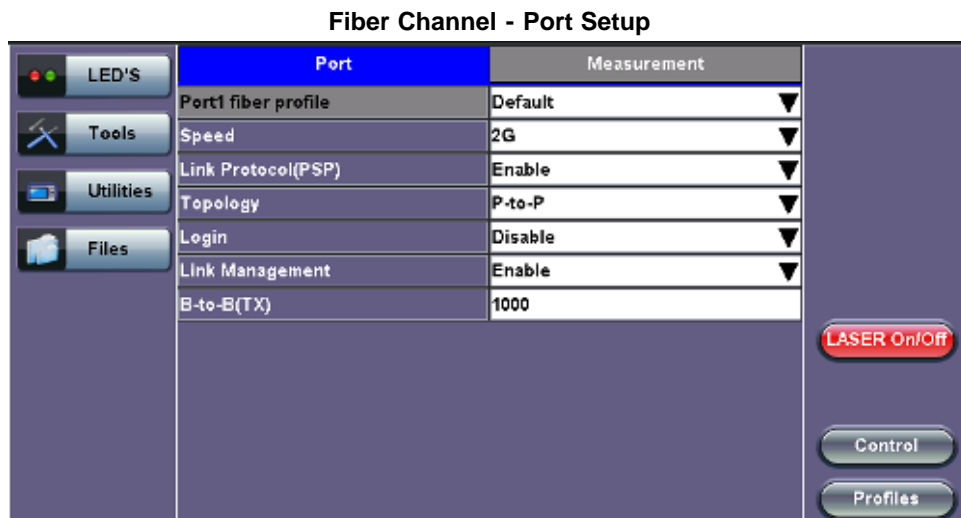 Fiber Channel - Port Setup
LED'S
Tools
Utilities
Files
Port Measurement
Port1 fiber profile Default
Speed 2G
Link Protocol(PSP) Enable
Topology P-to-P
Login Disable
Link Management Enable
B-to-B(TX) 1000
LASER On/Off
Control
Profiles